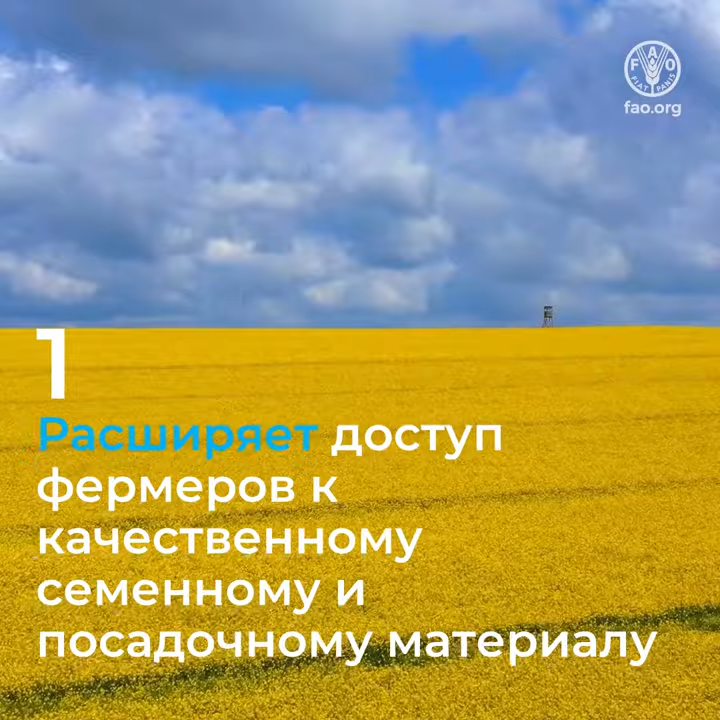 FAO
FIAT PANIS
fao.org
1
Расширяет доступ
фермеров к
качественному
семенному и
посадочному материалу